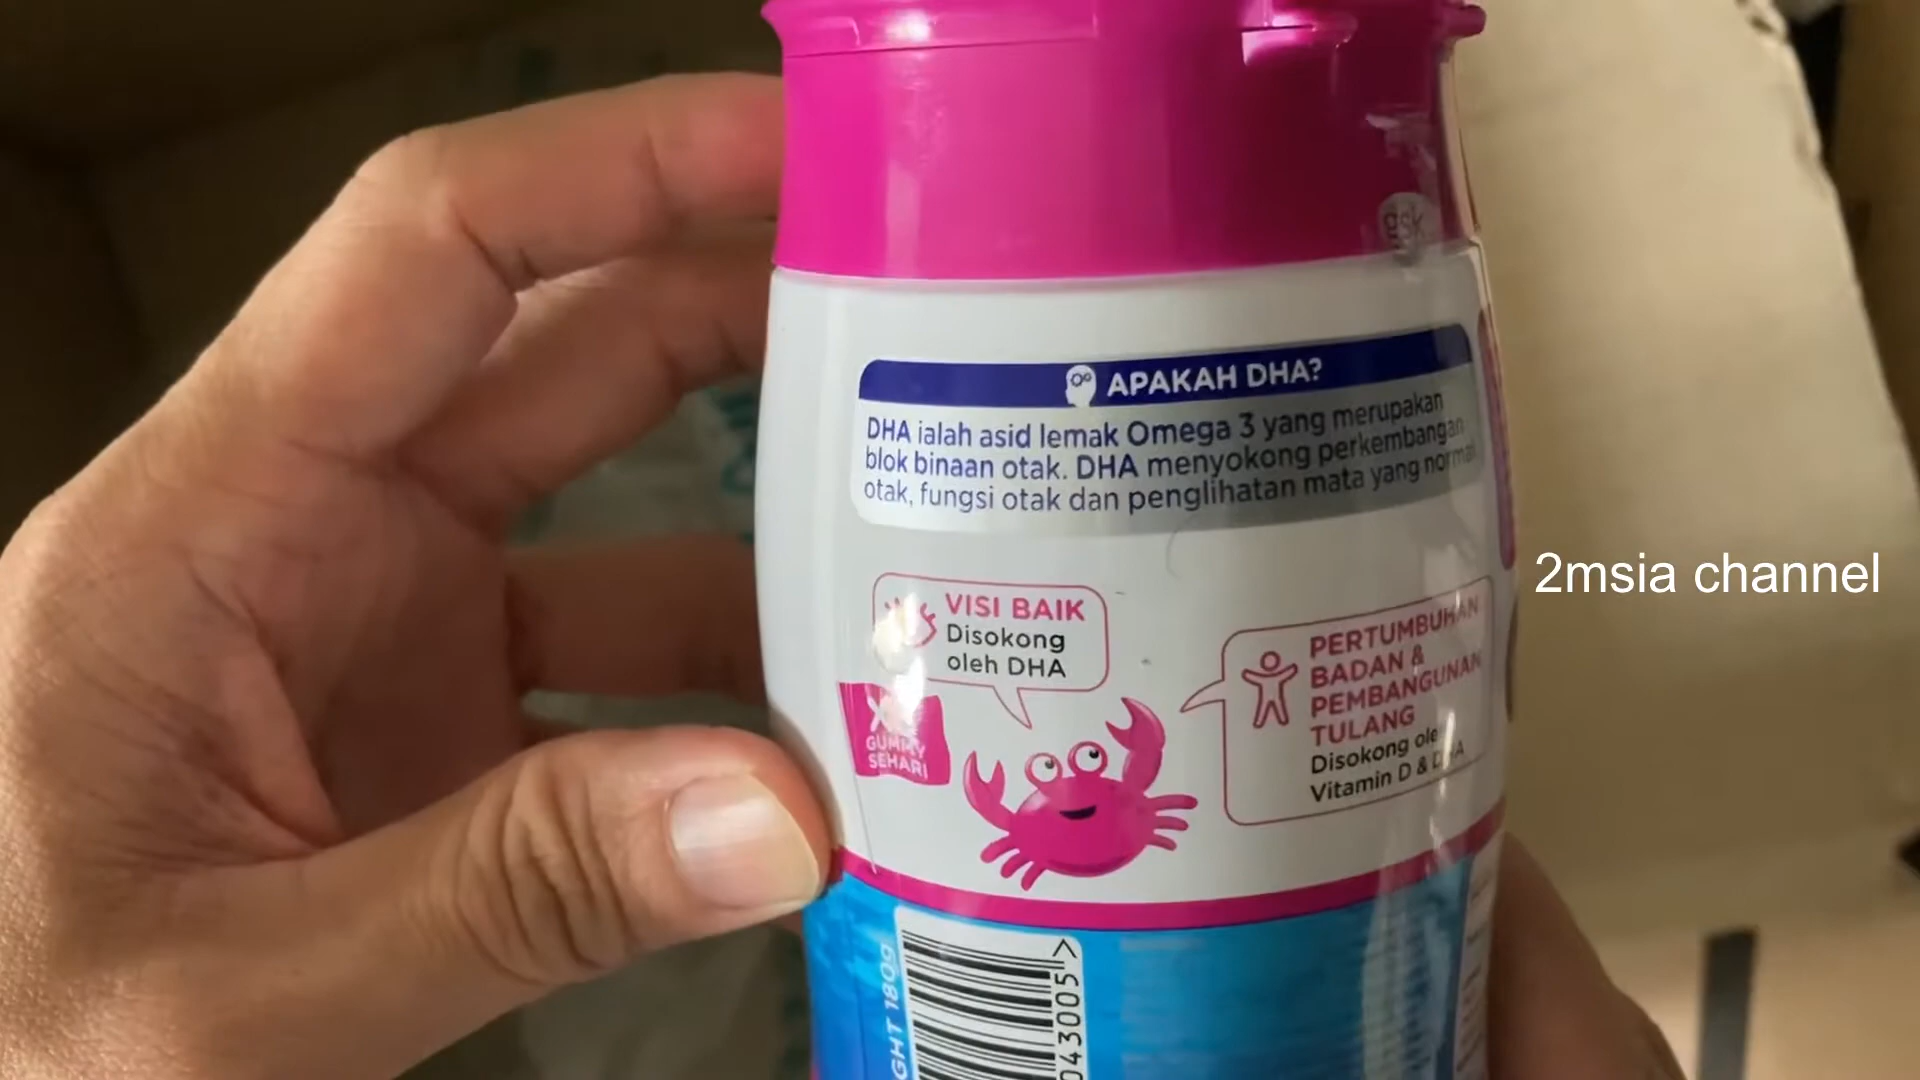 gsk
APAKAH DHA?
DHA ialah asid lemak Omega 3 yang merupakan
blok binaan otak. DHA menyokong perkembangan
otak, fungsi otak dan penglihatan mata yang normal
2msia channel
VISI BAIK
Disokong
oleh DHA
PERTUMBUHAN
BADAN &
PEMBANGUNAN
TULANG
Disokong oleh
Vitamin D & DHA
GUMMY
SEHARI
GHT 180g
043005